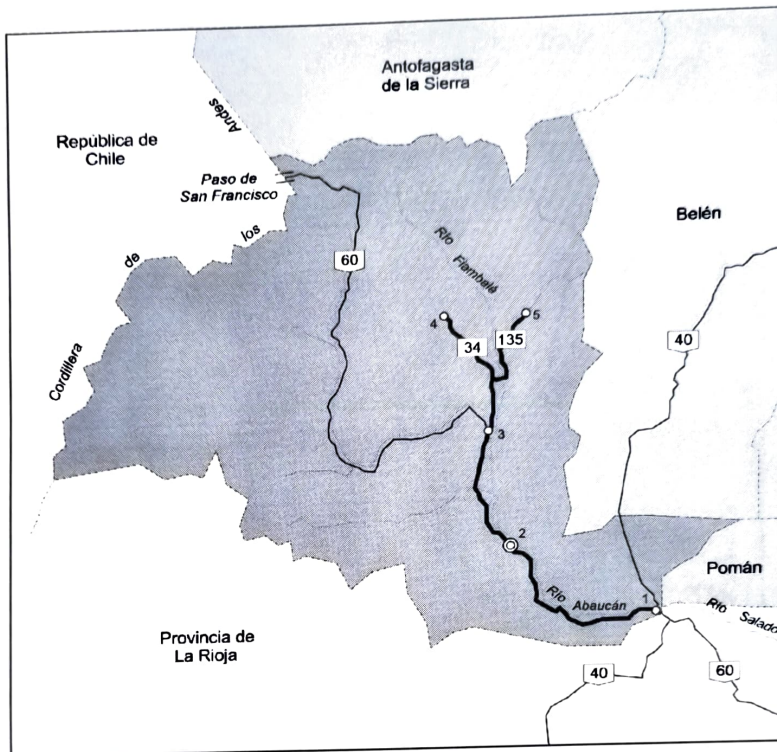 Antofagasta
de la Sierra
Andes
República de
Chile
Paso de
San Francisco
Belén
los
Río Fiambalá
de
60
4
5
34
135
40
Cordillera
3
2
Pomán
Río Abaucán
1
Río Salado
Provincia de
La Rioja
40
60